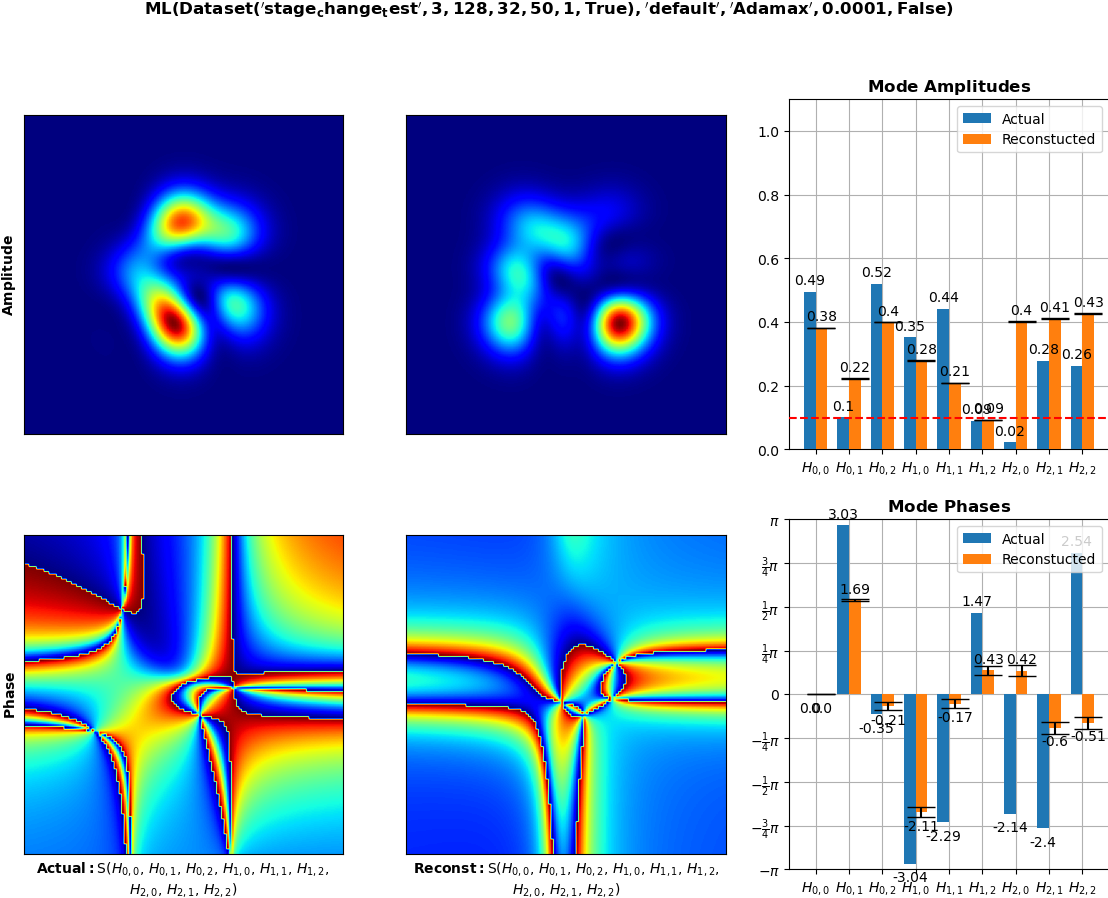 ML(Dataset('stage_change_test', 3, 128, 32, 50, 1, True), 'default', 'Adamax', 0.0001, False)
Mode Amplitudes
Amplitude
1.0
0.8
0.6
0.4
0.2
0.0
Actual
Reconstucted
0.49
0.38
0.1
0.22
0.52
0.4
0.35
0.28
0.44
0.21
0.09
0.09
0.02
0.4
0.28
0.41
0.26
0.43
H0,0 H0,1 H0,2 H1,0 H1,1 H1,2 H2,0 H2,1 H2,2
Mode Phases
Phase
π
3/4π
1/2π
1/4π
0
−1/4π
−1/2π
−3/4π
−π
Actual
Reconstucted
0.0
0.0
3.03
1.69
-0.35
-0.21
-3.04
-2.11
-2.29
-0.17
1.47
0.43
-2.14
0.42
-2.4
-0.6
2.54
-0.51
H0,0 H0,1 H0,2 H1,0 H1,1 H1,2 H2,0 H2,1 H2,2
Actual: S(H0,0, H0,1, H0,2, H1,0, H1,1, H1,2,
H2,0, H2,1, H2,2)
Reconst: S(H0,0, H0,1, H0,2, H1,0, H1,1, H1,2,
H2,0, H2,1, H2,2)